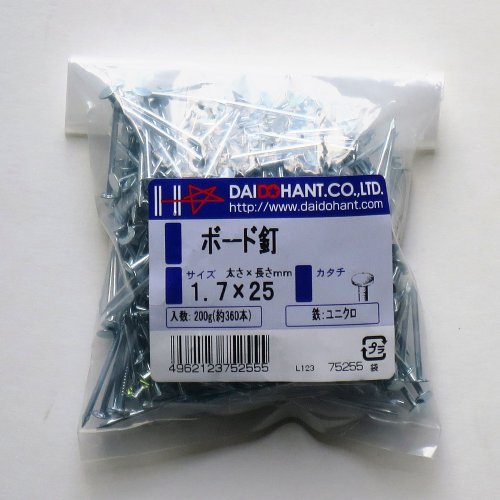 DAIDOHANT.CO.,LTD.
http://www.daidohant.com
ボード釘
サイズ 太さ×長さmm カタチ
1.7×25
入数:200g(約360本) 鉄:ユニクロ
プラ
4962123752555 L123 75255 袋